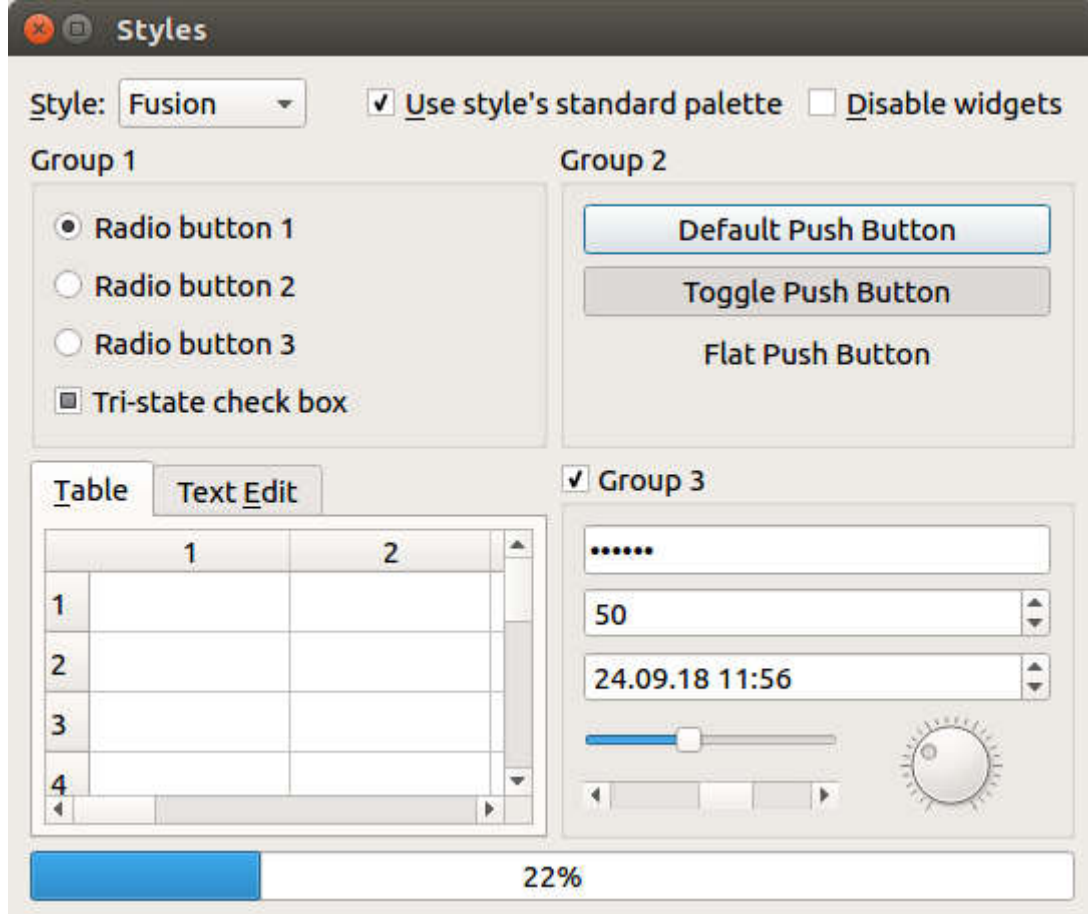 Styles
Style: Fusion Use style's standard palette Disable widgets
Group 1
Radio button 1
Radio button 2
Radio button 3
Tri-state check box
Group 2
Default Push Button
Toggle Push Button
Flat Push Button
Table Text Edit
1 2
1
2
3
4
Group 3
••••••
50
24.09.18 11:56
22%